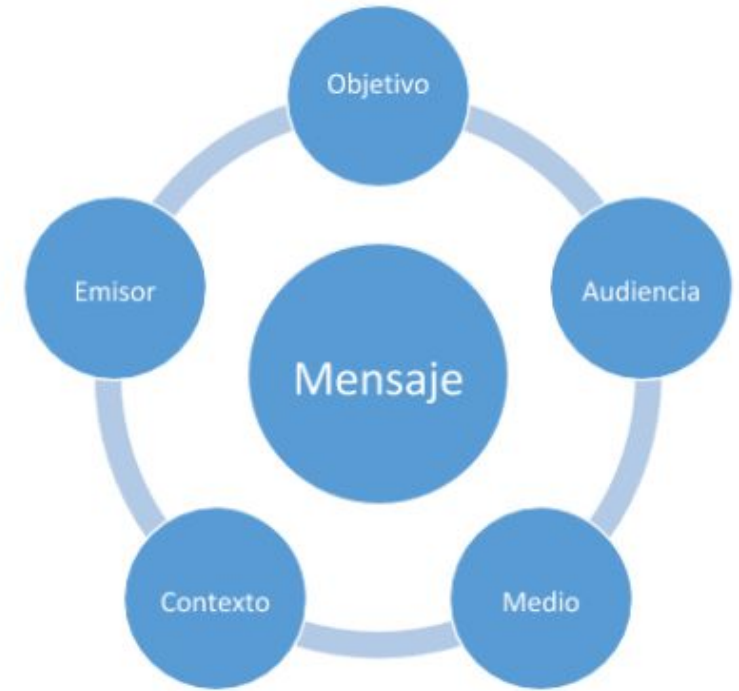 Objetivo
Emisor
Audiencia
Mensaje
Contexto
Medio